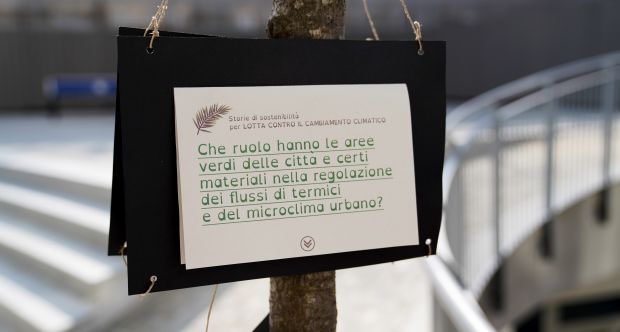 Storie di sostenibilità
per LOTTA CONTRO IL CAMBIAMENTO CLIMATICO
Che ruolo hanno le aree
verdi delle città e certi
materiali nella regolazione
dei flussi di termici
e del microclima urbano?